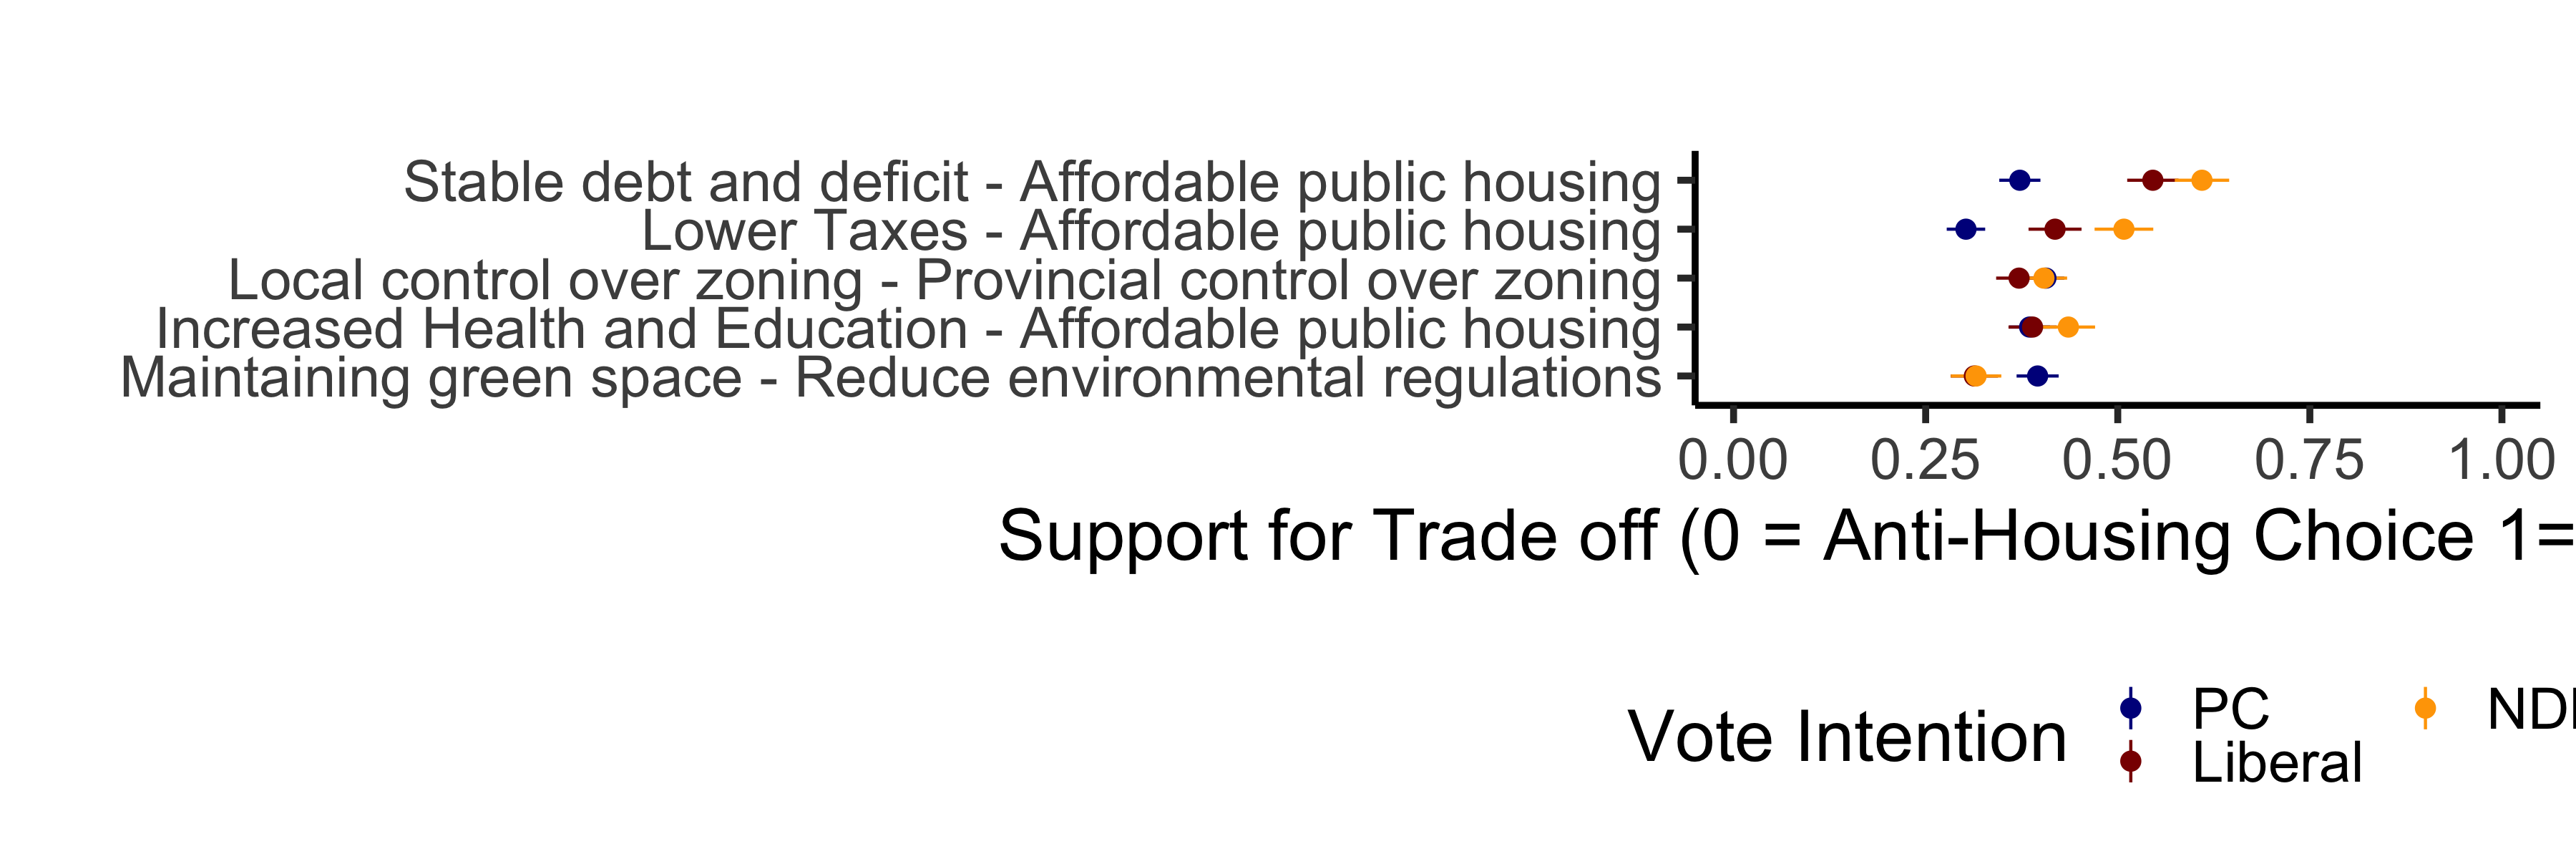 Stable debt and deficit - Affordable public housing
Lower Taxes - Affordable public housing
Local control over zoning - Provincial control over zoning
Increased Health and Education - Affordable public housing
Maintaining green space - Reduce environmental regulations
0.00 0.25 0.50 0.75 1.00
Support for Trade off (0 = Anti-Housing Choice 1=
Vote Intention
PC
Liberal